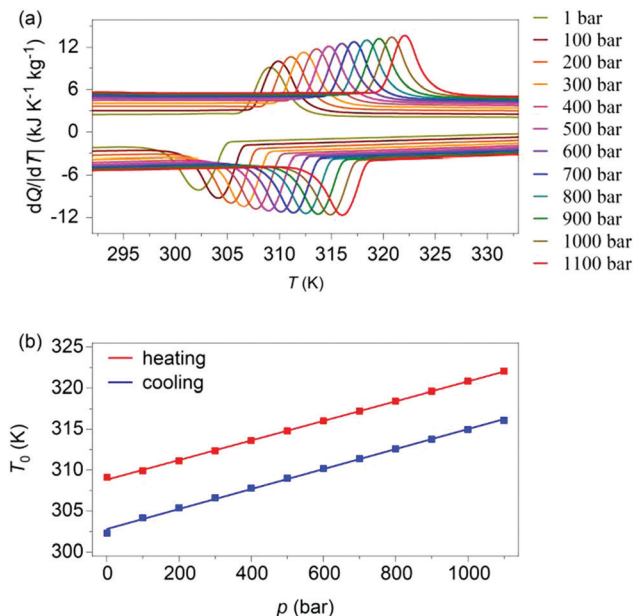 (a)
dQ/|dT| (kJ K⁻¹ kg⁻¹)
12
6
0
-6
-12
295 300 305 310 315 320 325 330
T (K)
1 bar
100 bar
200 bar
300 bar
400 bar
500 bar
600 bar
700 bar
800 bar
900 bar
1000 bar
1100 bar
(b)
T₀ (K)
325
320
315
310
305
300
heating
cooling
0 200 400 600 800 1000
p (bar)